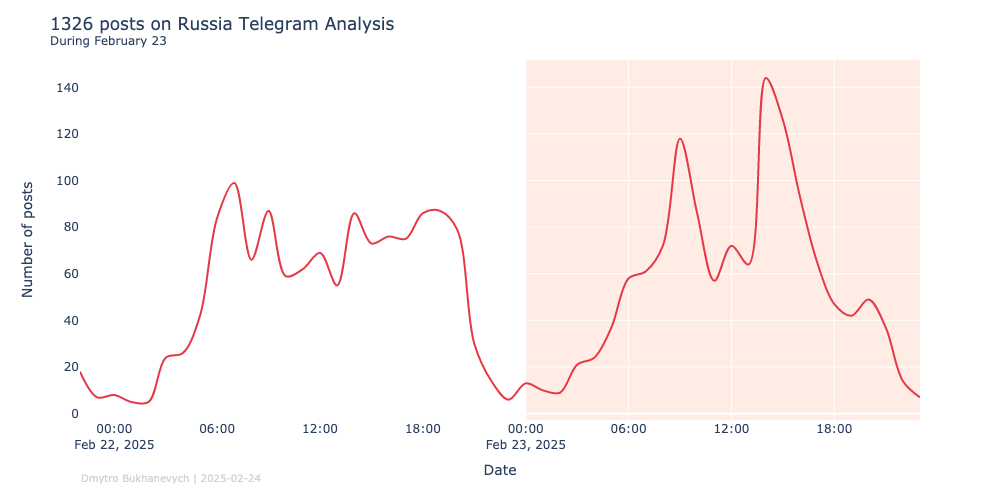 1326 posts on Russia Telegram Analysis
During February 23
Number of posts
140
120
100
80
60
40
20
0
00:00 06:00 12:00 18:00 00:00 06:00 12:00 18:00
Feb 22, 2025 Feb 23, 2025
Date
Dmytro Bukhanevych | 2025-02-24